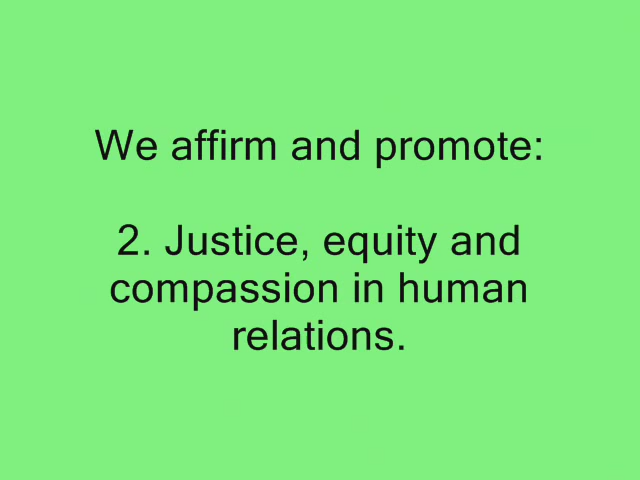 We affirm and promote:
2. Justice, equity and
compassion in human
relations.